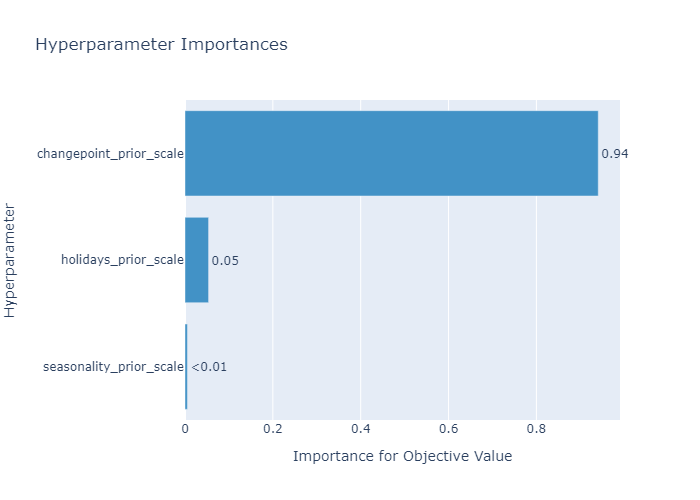 Hyperparameter Importances
Hyperparameter
changepoint_prior_scale
0.94
holidays_prior_scale
0.05
seasonality_prior_scale
<0.01
0 0.2 0.4 0.6 0.8
Importance for Objective Value